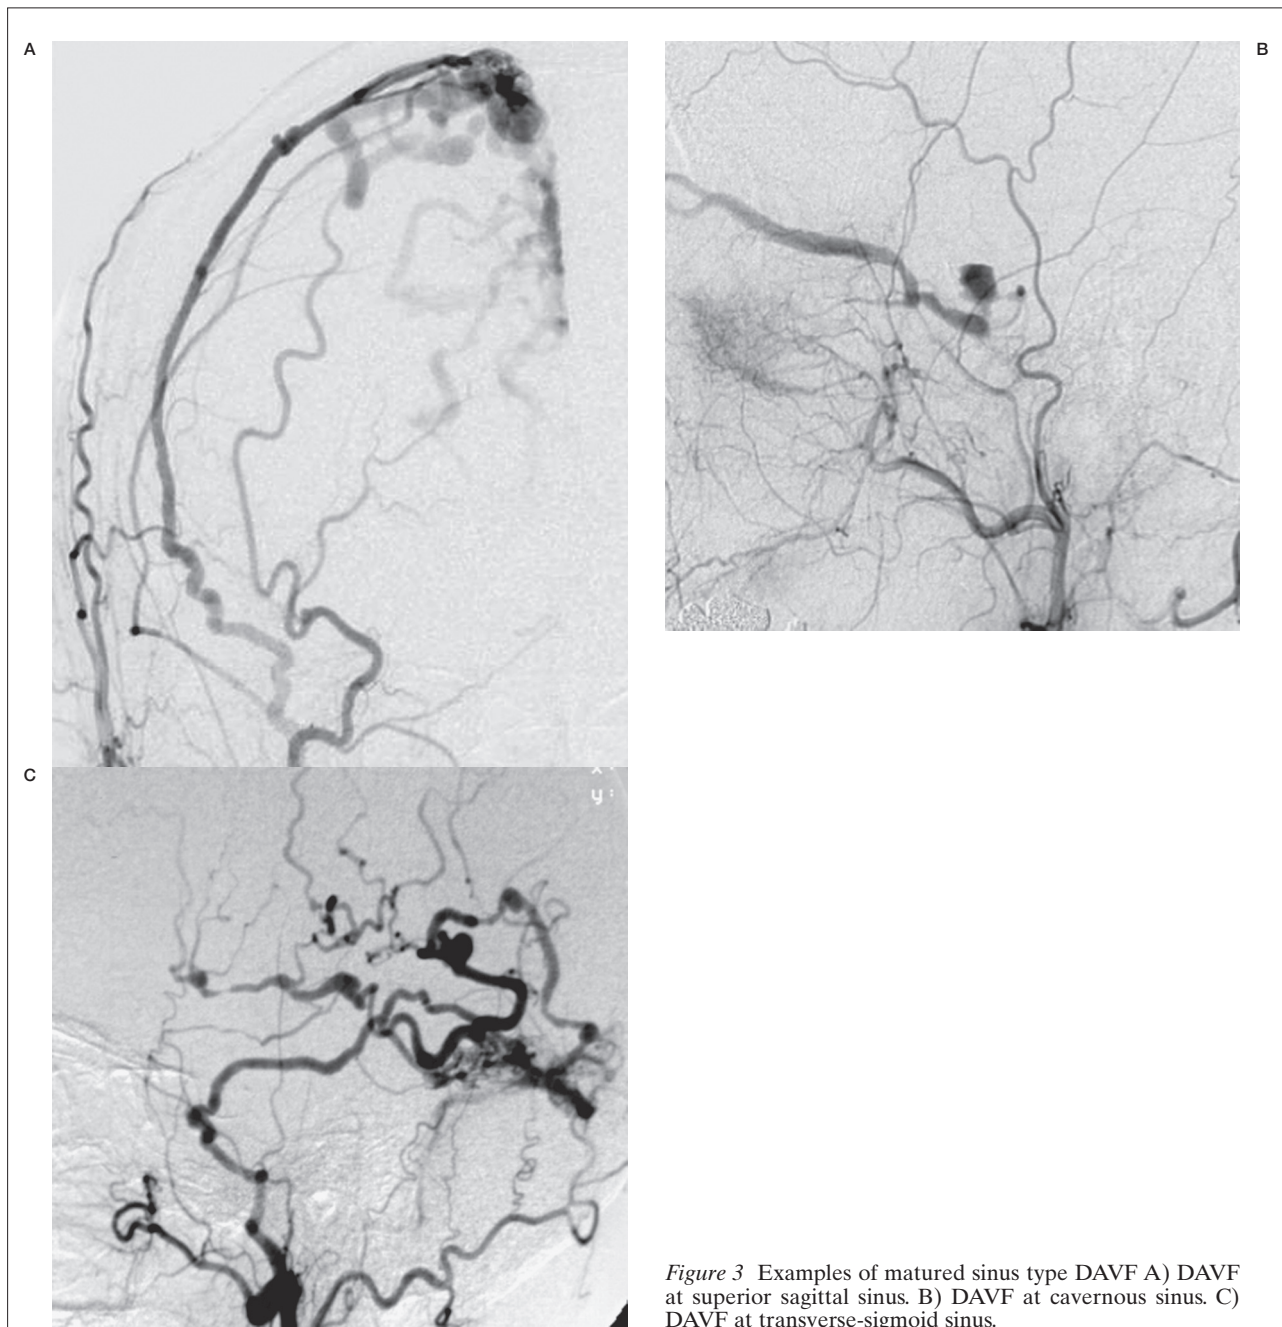 A
B
C
x :
y :
Figure 3 Examples of matured sinus type DAVF A) DAVF
at superior sagittal sinus. B) DAVF at cavernous sinus. C)
DAVF at transverse-sigmoid sinus.